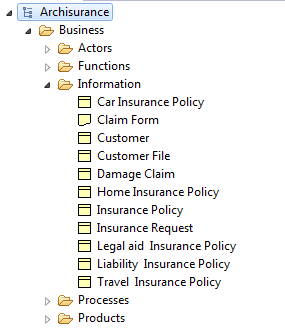 Archisurance
Business
Actors
Functions
Information
Car Insurance Policy
Claim Form
Customer
Customer File
Damage Claim
Home Insurance Policy
Insurance Policy
Insurance Request
Legal aid  Insurance Policy
Liability  Insurance Policy
Travel  Insurance Policy
Processes
Products